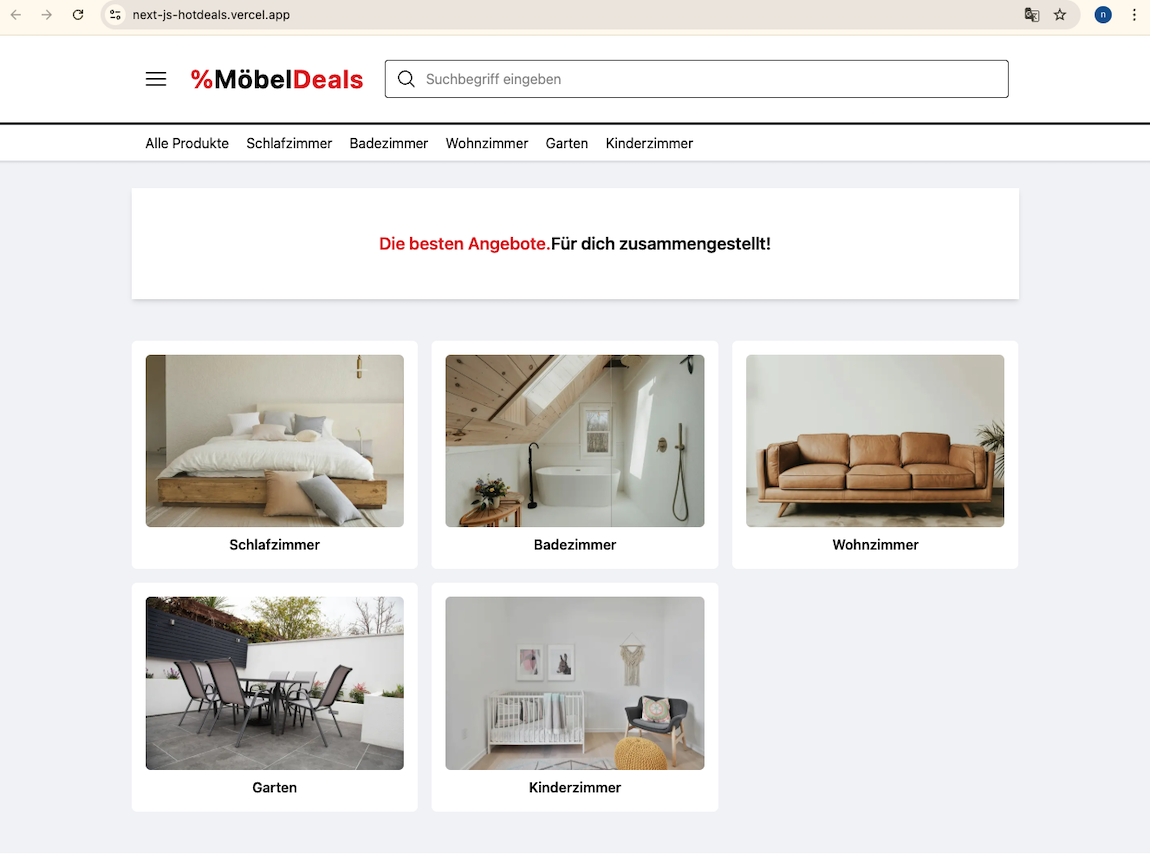 next-js-hotdeals.vercel.app
n
%MöbelDeals
Suchbegriff eingeben
Alle Produkte Schlafzimmer Badezimmer Wohnzimmer Garten Kinderzimmer
Die besten Angebote.Für dich zusammengestellt!
Schlafzimmer
Badezimmer
Wohnzimmer
Garten
Kinderzimmer